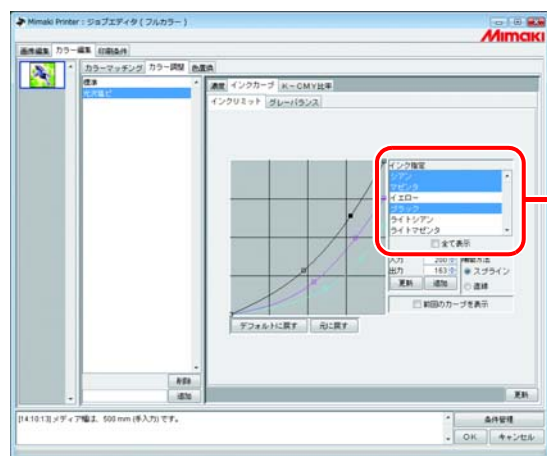 Mimaki Printer : ジョブエディタ ( フルカラー )
Mimaki
画像編集 カラー編集 印刷条件
カラーマッチング カラー調整 色置換
標準
光沢塩ビ
濃度 インクカーブ K-CMY比率
インクリミット グレーバランス
インク指定
シアン
マゼンタ
イエロー
ブラック
ライトシアン
ライトマゼンタ
全て表示
入力 200 補間方法
出力 163 スプライン
更新 追加 直線
前回のカーブを表示
デフォルトに戻す 元に戻す
削除
追加 更新
[14:10:13] メディア幅は、500 mm (手入力) です。
条件管理
OK キャンセル